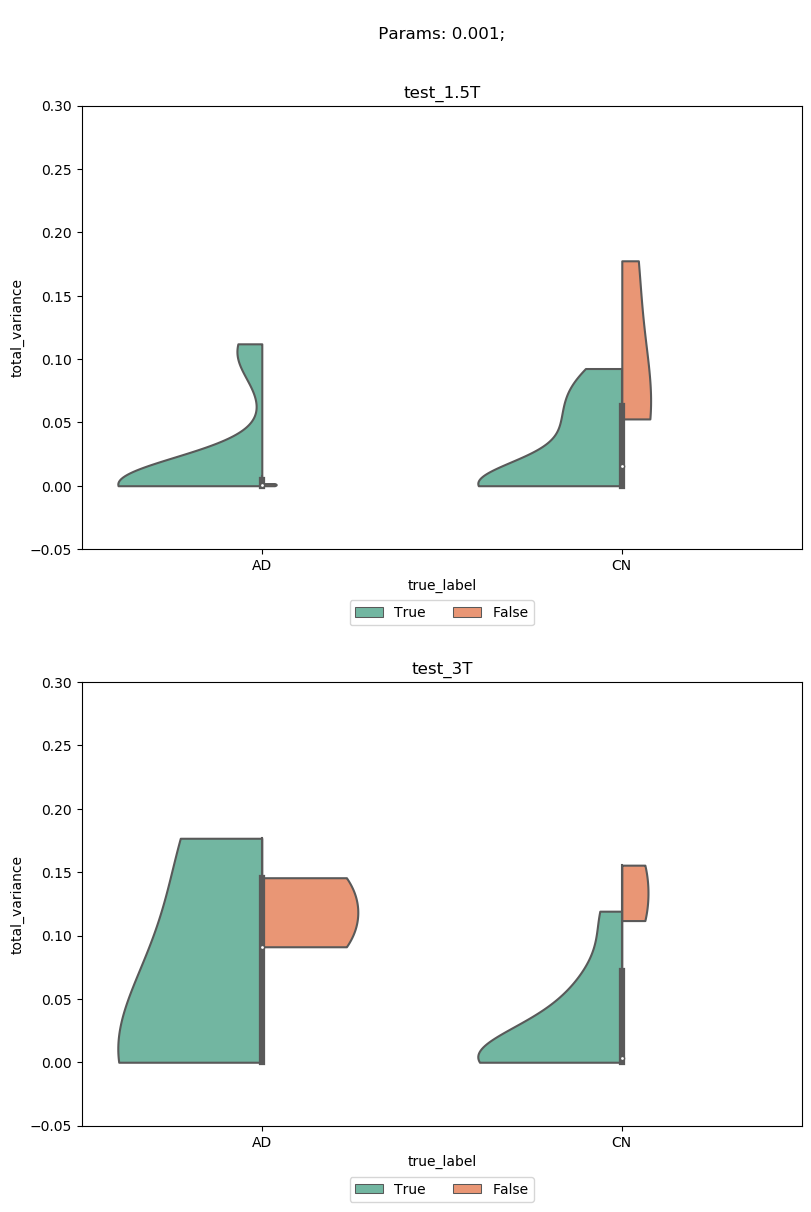 Params: 0.001;
test_1.5T
0.30
0.25
0.20
0.15
0.10
0.05
0.00
−0.05
total_variance
AD CN
true_label
True False
test_3T
0.30
0.25
0.20
0.15
0.10
0.05
0.00
−0.05
total_variance
AD CN
true_label
True False